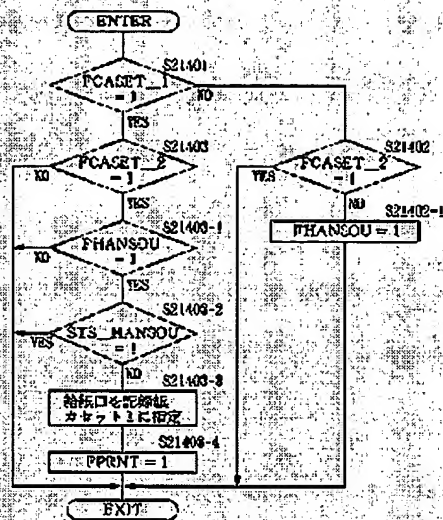 ENTER
S21401
FCASET_1
= 1
NO
YES
S21403
FCASET_2
= 1
NO
YES
S21402
FCASET_2
= 1
YES
NO
S21402-1
FHANSOU = 1
S21403-1
FHANSOU
= 1
NO
YES
S21403-2
STS_HANSOU
= 1
YES
NO
S21403-3
給紙口を記録紙
カセット1に指定
S21403-4
FPRNT = 1
EXIT